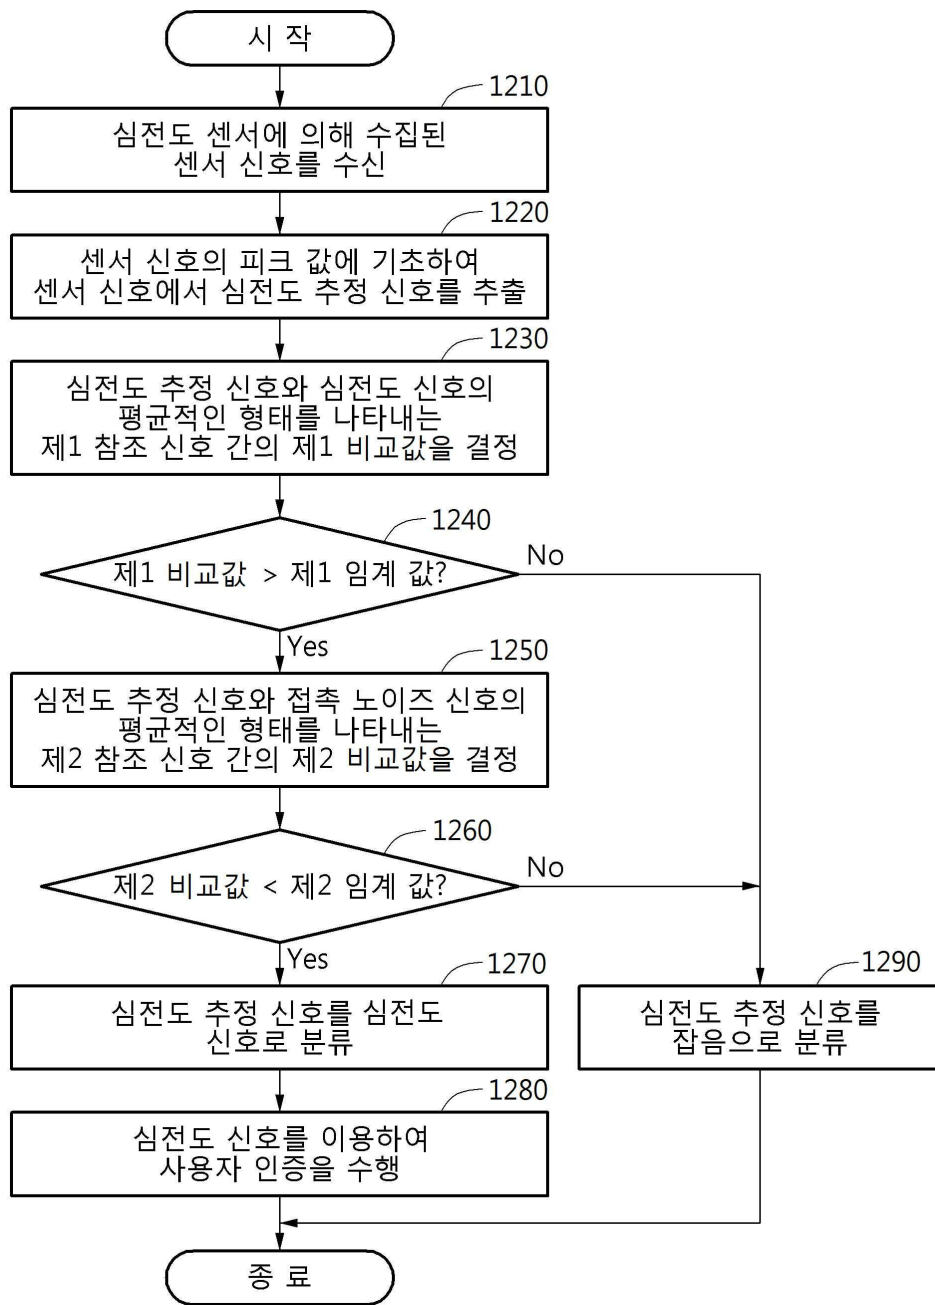 시 작
1210
심전도 센서에 의해 수집된
센서 신호를 수신
1220
센서 신호의 피크 값에 기초하여
센서 신호에서 심전도 추정 신호를 추출
1230
심전도 추정 신호와 심전도 신호의
평균적인 형태를 나타내는
제1 참조 신호 간의 제1 비교값을 결정
1240
제1 비교값 > 제1 임계 값?
No
Yes
1250
심전도 추정 신호와 접촉 노이즈 신호의
평균적인 형태를 나타내는
제2 참조 신호 간의 제2 비교값을 결정
1260
제2 비교값 < 제2 임계 값?
No
Yes
1270
심전도 추정 신호를 심전도
신호로 분류
1290
심전도 추정 신호를
잡음으로 분류
1280
심전도 신호를 이용하여
사용자 인증을 수행
종 료